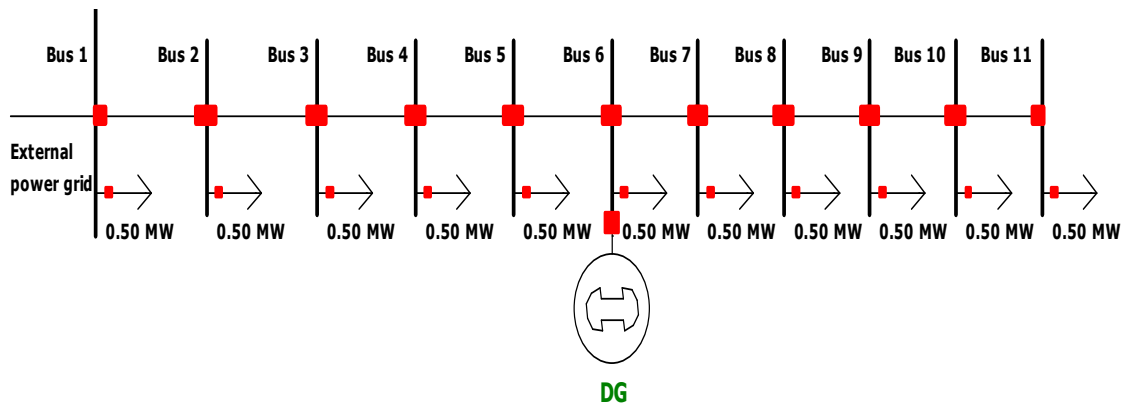 Bus 1
Bus 2
Bus 3
Bus 4
Bus 5
Bus 6
Bus 7
Bus 8
Bus 9
Bus 10
Bus 11
External
power grid
0.50 MW
0.50 MW
0.50 MW
0.50 MW
0.50 MW
0.50 MW
0.50 MW
0.50 MW
0.50 MW
0.50 MW
0.50 MW
DG